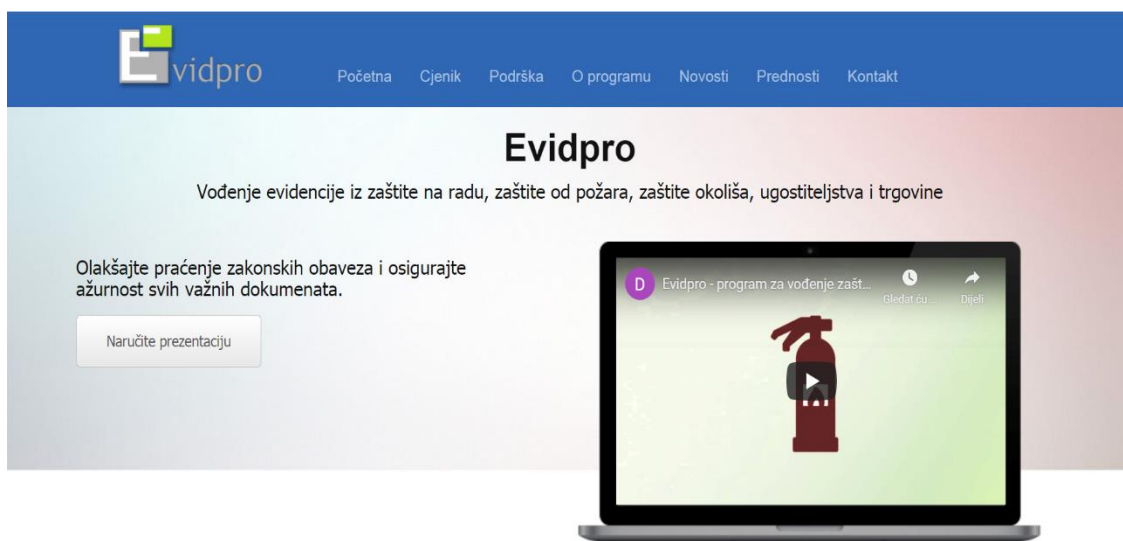 Evidpro
Početna Cjenik Podrška O programu Novosti Prednosti Kontakt
Evidpro
Vođenje evidencije iz zaštite na radu, zaštite od požara, zaštite okoliša, ugostiteljstva i trgovine
Olakšajte praćenje zakonskih obaveza i osigurajte
ažurnost svih važnih dokumenata.
Naručite prezentaciju
D Evidpro - program za vođenje zašt...
Gledat ću ... Dijeli